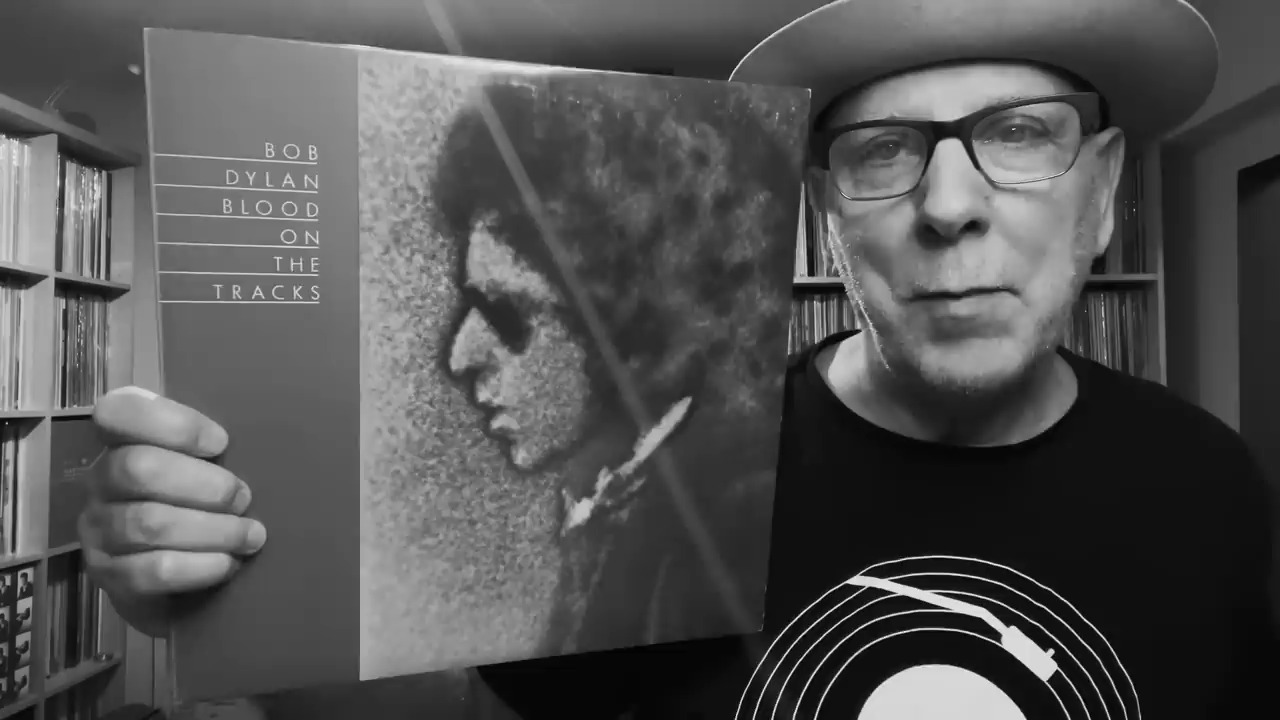 BOB
DYLAN
BLOOD
ON
THE
TRACKS